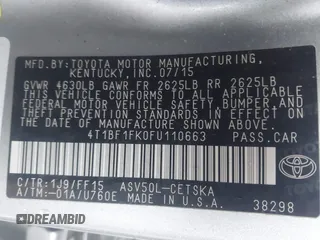 MFD.BY:TOYOTA MOTOR MANUFACTURING,
KENTUCKY,INC.07/15
GVWR 4630LB GAWR FR 2625LB RR 2625LB
THIS VEHICLE CONFORMS TO ALL APPLICABLE
FEDERAL MOTOR VEHICLE SAFETY, BUMPER, AND
THEFT PREVENTION STANDARDS IN EFFECT ON
THE DATE OF MANUFACTURE SHOWN ABOVE.
4T1BF1FK0FU110663 PASS.CAR
C/TR:1J9/FF15 ASV50L-CETSKA
A/TM:-01A/U760E MADE IN U.S.A.
TOYOTA
38298
AUTOBIDMASTER